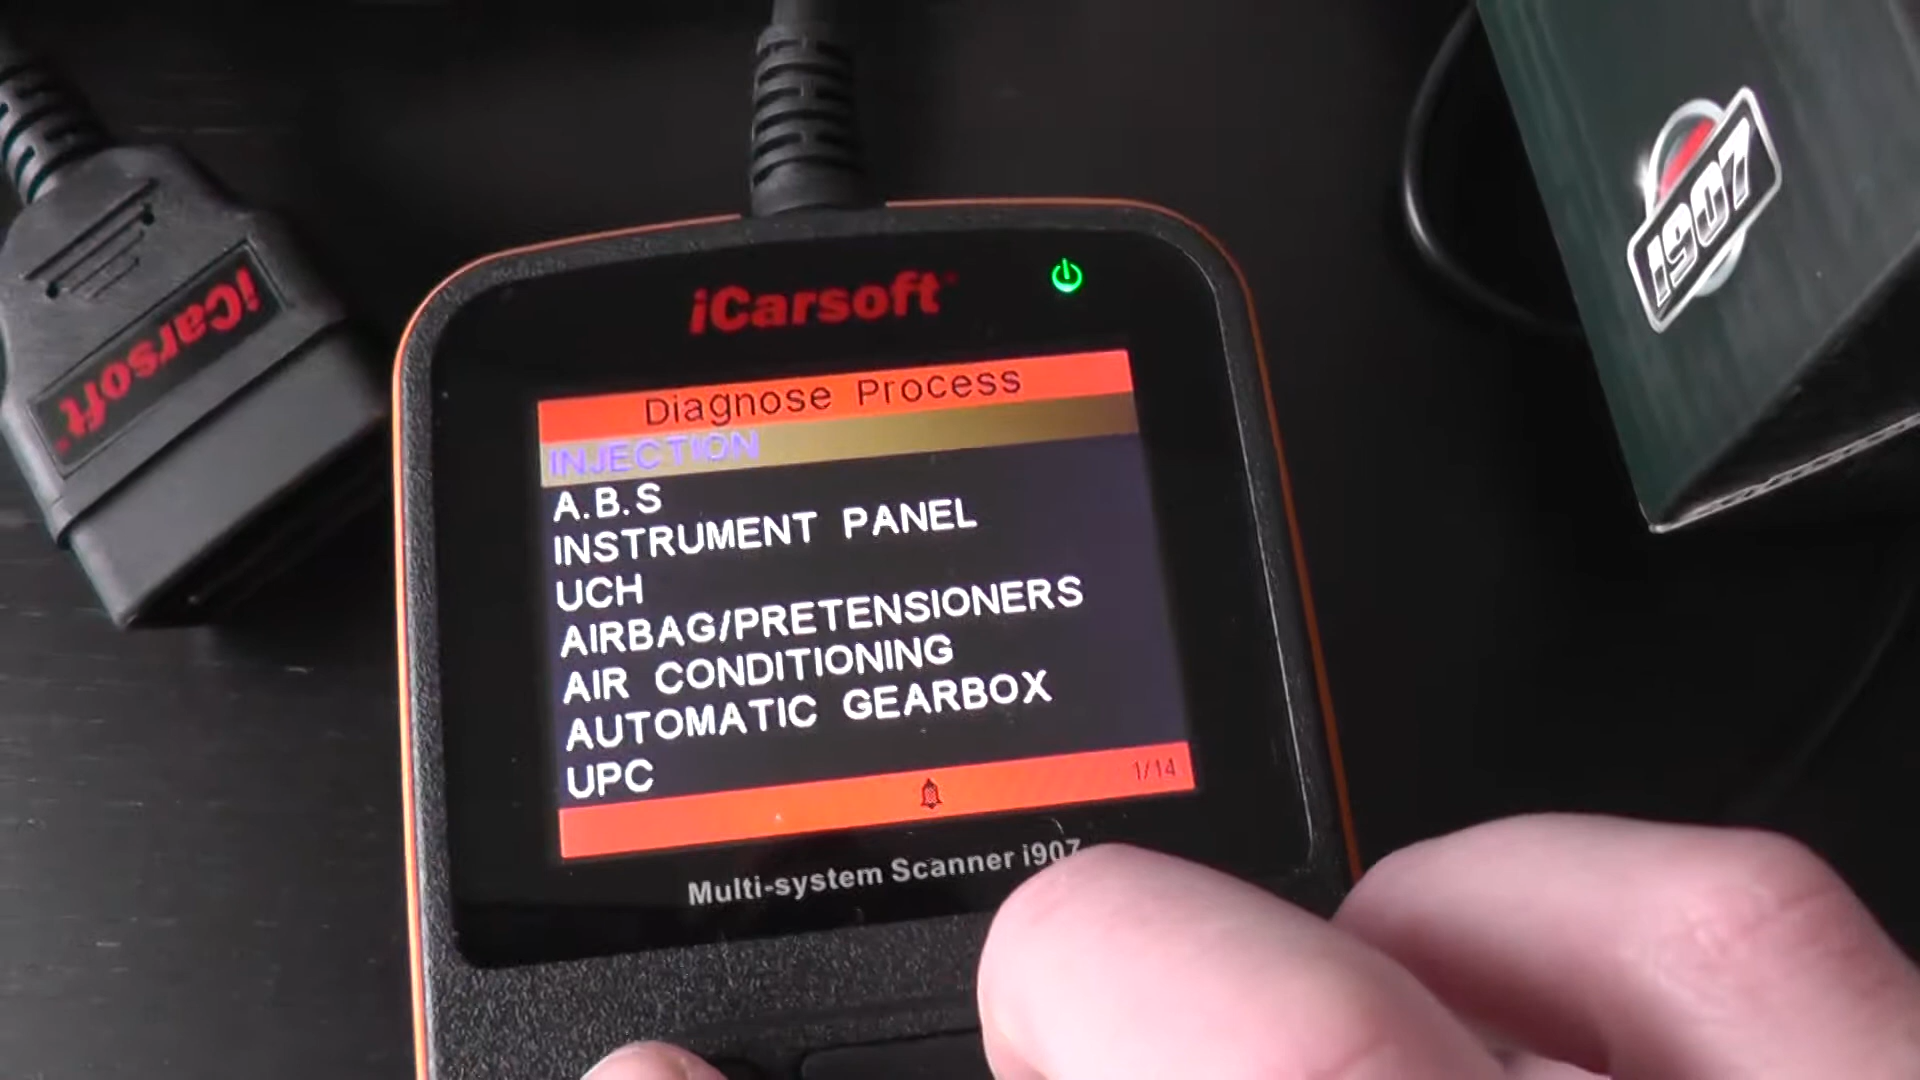 iCarsoft
iCarsoft
i907
Diagnose Process
INJECTION
A.B.S
INSTRUMENT PANEL
UCH
AIRBAG/PRETENSIONERS
AIR CONDITIONING
AUTOMATIC GEARBOX
UPC
1/14
Multi-system Scanner i907